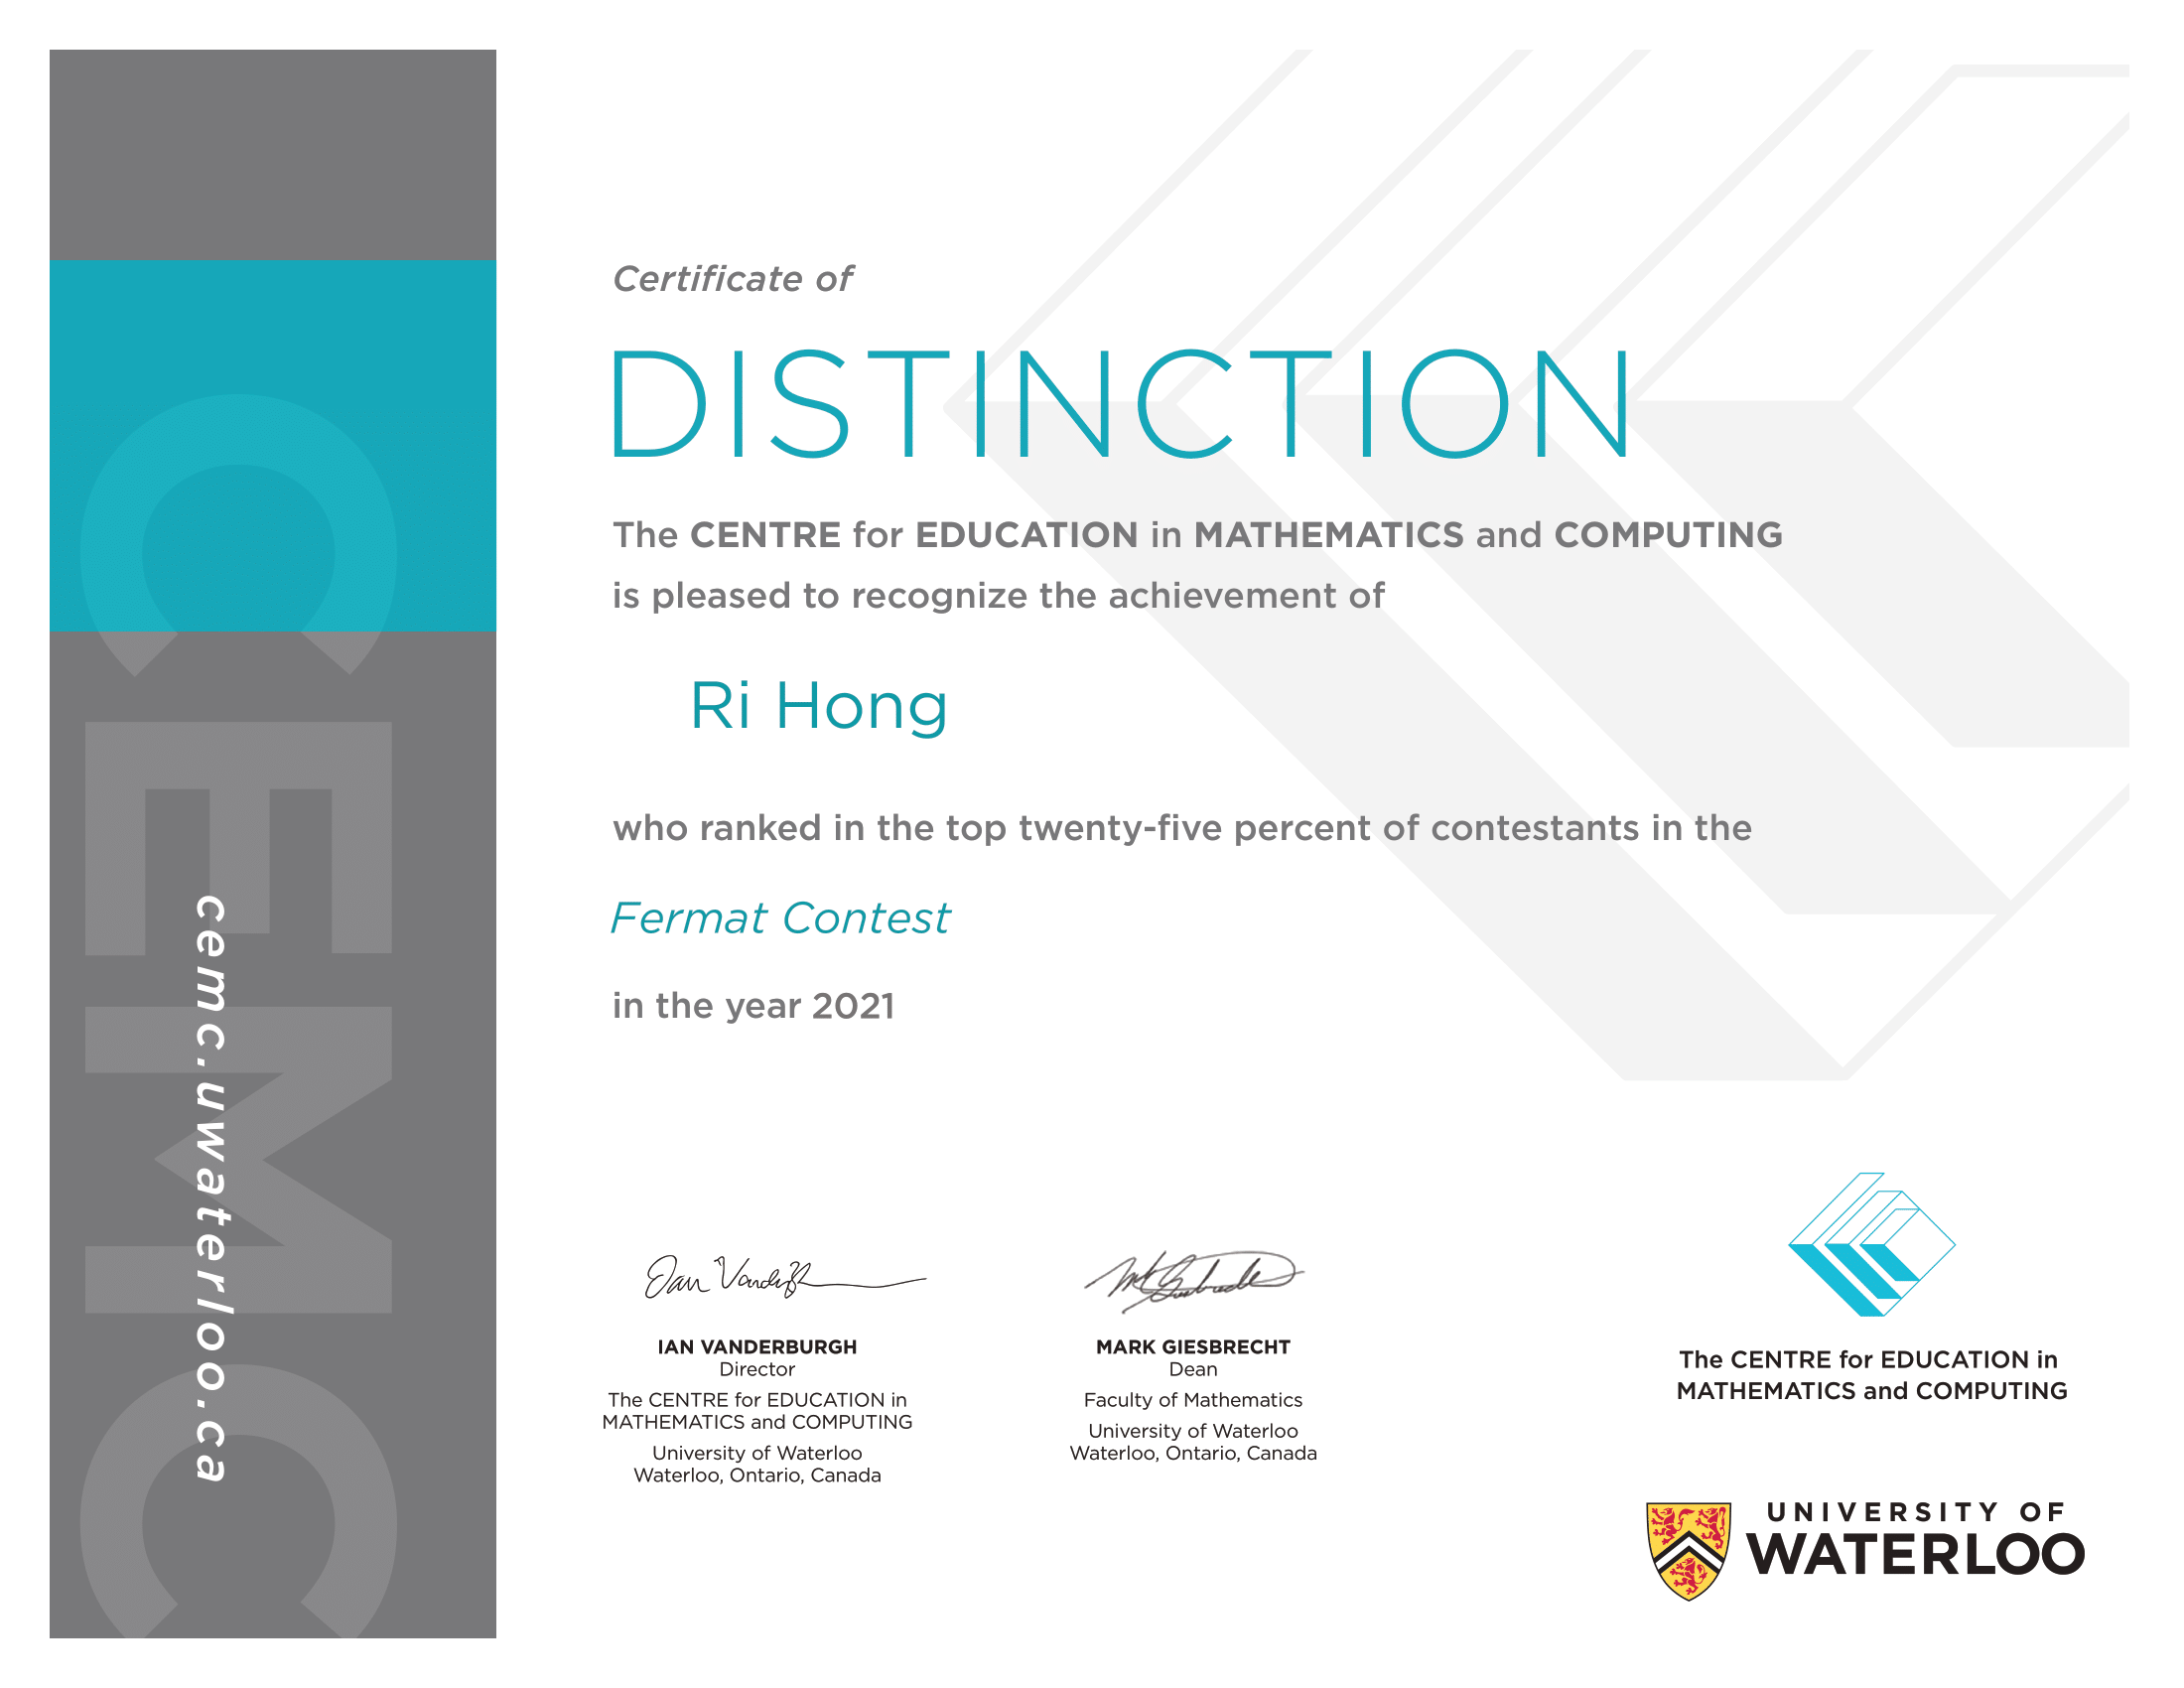 Certificate of
DISTINCTION
The CENTRE for EDUCATION in MATHEMATICS and COMPUTING
is pleased to recognize the achievement of
Ri Hong
who ranked in the top twenty-five percent of contestants in the
Fermat Contest
in the year 2021
CEMC
cemc.uwaterloo.ca
Ian Vanderburgh
IAN VANDERBURGH
Director
The CENTRE for EDUCATION in
MATHEMATICS and COMPUTING
University of Waterloo
Waterloo, Ontario, Canada
MARK GIESBRECHT
Dean
Faculty of Mathematics
University of Waterloo
Waterloo, Ontario, Canada
The CENTRE for EDUCATION in
MATHEMATICS and COMPUTING
UNIVERSITY OF
WATERLOO